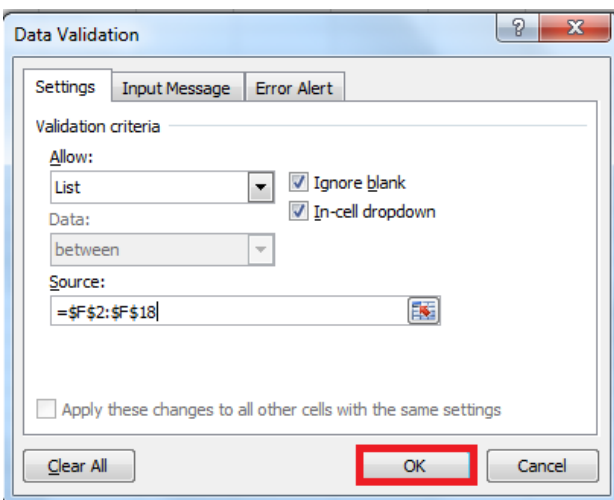 Data Validation
Settings Input Message Error Alert
Validation criteria
Allow:
List
Ignore blank
In-cell dropdown
Data:
between
Source:
=$F$2:$F$18
Apply these changes to all other cells with the same settings
Clear All OK Cancel